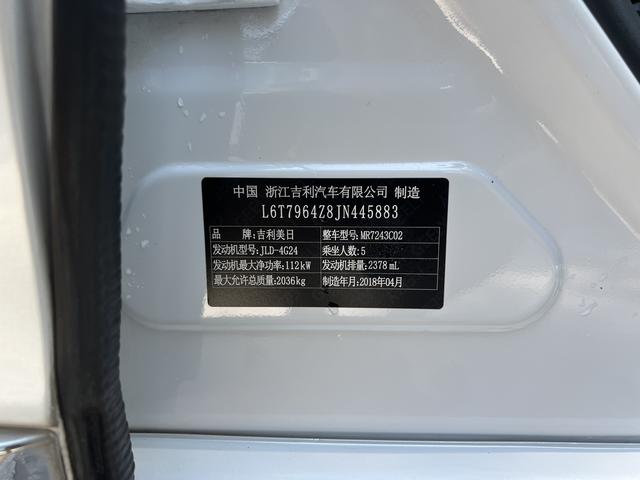 中国 浙江吉利汽车有限公司 制造
L6T7964Z8JN445883
品 牌:吉利美日 整车型号:MR7243C02
发动机型号:JLD-4G24 乘坐人数:5
发动机最大净功率:112kW 发动机排量:2378 mL
最大允许总质量:2036kg 制造年月:2018年04月